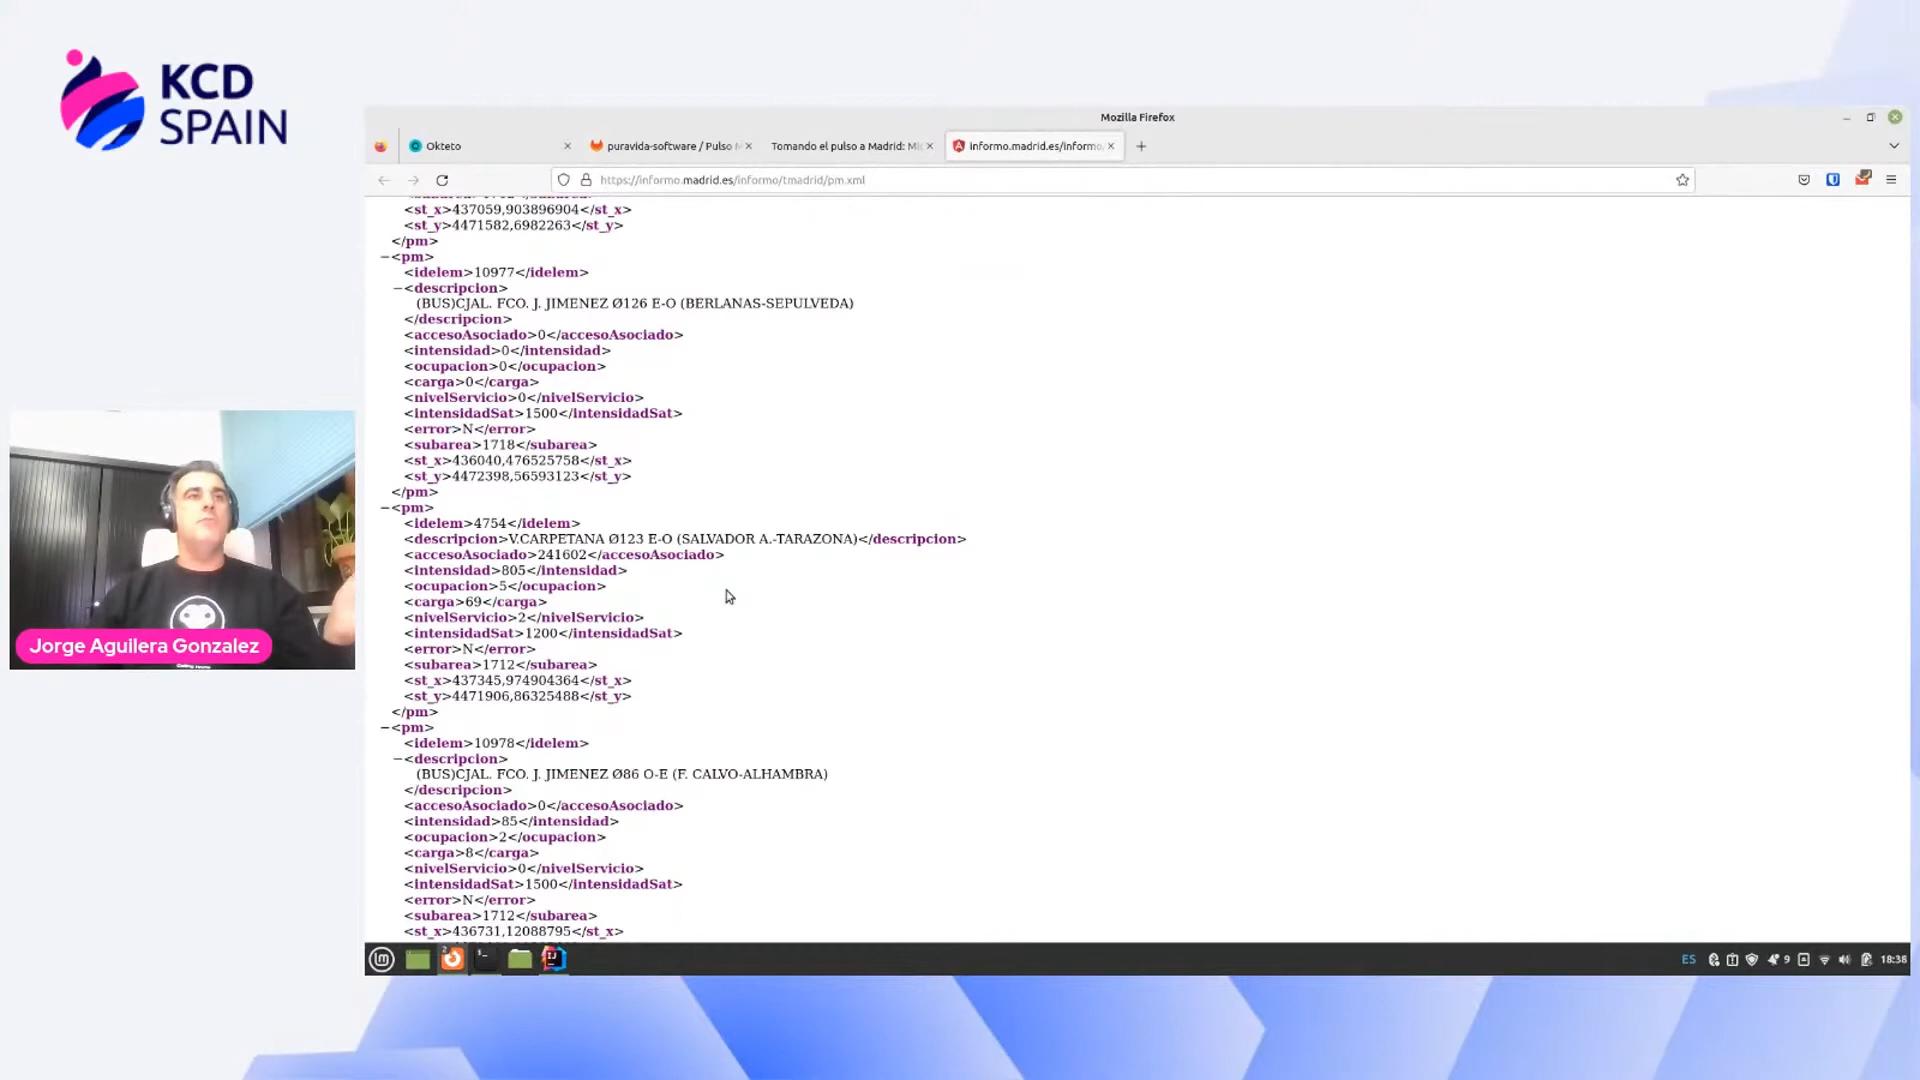 KCD
SPAIN
Mozilla Firefox
Okteto
puravida-software / Pulso M
Tomando el pulso a Madrid: Mi
informo.madrid.es/informo
https://informo.madrid.es/informo/tmadrid/pm.xml
<st_x>437059,903896904</st_x>
<st_y>4471582,6982263</st_y>
</pm>
−<pm>
<idelem>10977</idelem>
−<descripcion>
(BUS)CJAL. FCO. J. JIMENEZ Ø126 E-O (BERLANAS-SEPULVEDA)
</descripcion>
<accesoAsociado>0</accesoAsociado>
<intensidad>0</intensidad>
<ocupacion>0</ocupacion>
<carga>0</carga>
<nivelServicio>0</nivelServicio>
<intensidadSat>1500</intensidadSat>
<error>N</error>
<subarea>1718</subarea>
<st_x>436040,476525758</st_x>
<st_y>4472398,56593123</st_y>
</pm>
−<pm>
<idelem>4754</idelem>
<descripcion>V.CARPETANA Ø123 E-O (SALVADOR A.-TARAZONA)</descripcion>
<accesoAsociado>241602</accesoAsociado>
<intensidad>805</intensidad>
<ocupacion>5</ocupacion>
<carga>69</carga>
<nivelServicio>2</nivelServicio>
<intensidadSat>1200</intensidadSat>
<error>N</error>
<subarea>1712</subarea>
<st_x>437345,974904364</st_x>
<st_y>4471906,86325488</st_y>
</pm>
−<pm>
<idelem>10978</idelem>
−<descripcion>
(BUS)CJAL. FCO. J. JIMENEZ Ø86 O-E (F. CALVO-ALHAMBRA)
</descripcion>
<accesoAsociado>0</accesoAsociado>
<intensidad>85</intensidad>
<ocupacion>2</ocupacion>
<carga>8</carga>
<nivelServicio>0</nivelServicio>
<intensidadSat>1500</intensidadSat>
<error>N</error>
<subarea>1712</subarea>
<st_x>436731,12088795</st_x>
Jorge Aguilera Gonzalez
ES
9
18:38